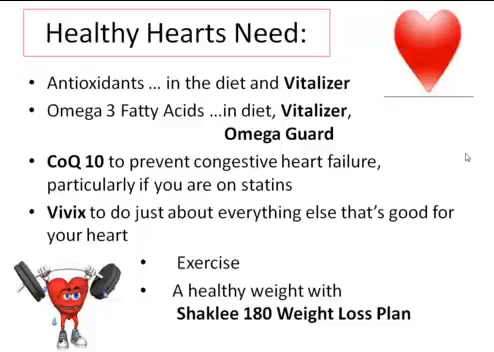 Healthy Hearts Need:
• Antioxidants ... in the diet and Vitalizer
• Omega 3 Fatty Acids ...in diet, Vitalizer,
Omega Guard
• CoQ 10 to prevent congestive heart failure,
particularly if you are on statins
• Vivix to do just about everything else that's good for
your heart
• Exercise
• A healthy weight with
Shaklee 180 Weight Loss Plan